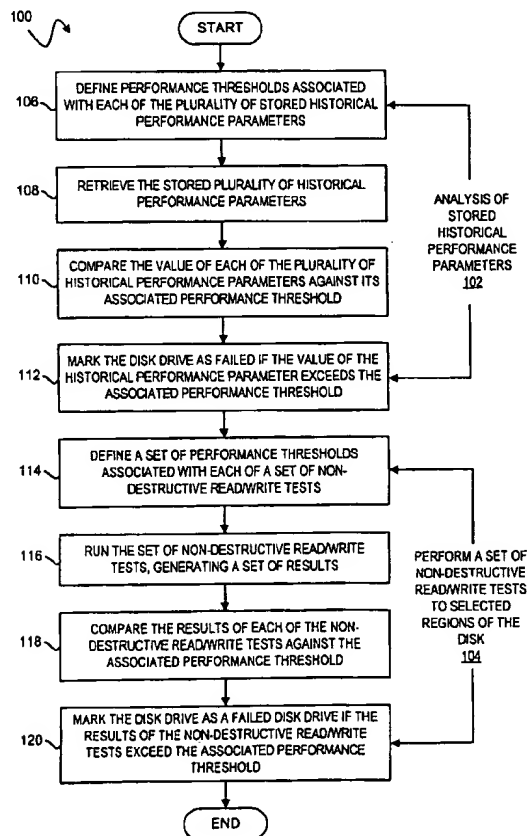 100
START
106
DEFINE PERFORMANCE THRESHOLDS ASSOCIATED
WITH EACH OF THE PLURALITY OF STORED HISTORICAL
PERFORMANCE PARAMETERS
108
RETRIEVE THE STORED PLURALITY OF HISTORICAL
PERFORMANCE PARAMETERS
ANALYSIS OF
STORED
HISTORICAL
PERFORMANCE
PARAMETERS
102
110
COMPARE THE VALUE OF EACH OF THE PLURALITY OF
HISTORICAL PERFORMANCE PARAMETERS AGAINST ITS
ASSOCIATED PERFORMANCE THRESHOLD
112
MARK THE DISK DRIVE AS FAILED IF THE VALUE OF THE
HISTORICAL PERFORMANCE PARAMETER EXCEEDS THE
ASSOCIATED PERFORMANCE THRESHOLD
114
DEFINE A SET OF PERFORMANCE THRESHOLDS
ASSOCIATED WITH EACH OF A SET OF NON-
DESTRUCTIVE READ/WRITE TESTS
116
RUN THE SET OF NON-DESTRUCTIVE READ/WRITE
TESTS, GENERATING A SET OF RESULTS
PERFORM A SET OF
NON-DESTRUCTIVE
READ/WRITE TESTS
TO SELECTED
REGIONS OF THE
DISK
104
118
COMPARE THE RESULTS OF EACH OF THE NON-
DESTRUCTIVE READ/WRITE TESTS AGAINST THE
ASSOCIATED PERFORMANCE THRESHOLD
120
MARK THE DISK DRIVE AS A FAILED DISK DRIVE IF THE
RESULTS OF THE NON-DESTRUCTIVE READ/WRITE
TESTS EXCEED THE ASSOCIATED PERFORMANCE
THRESHOLD
END